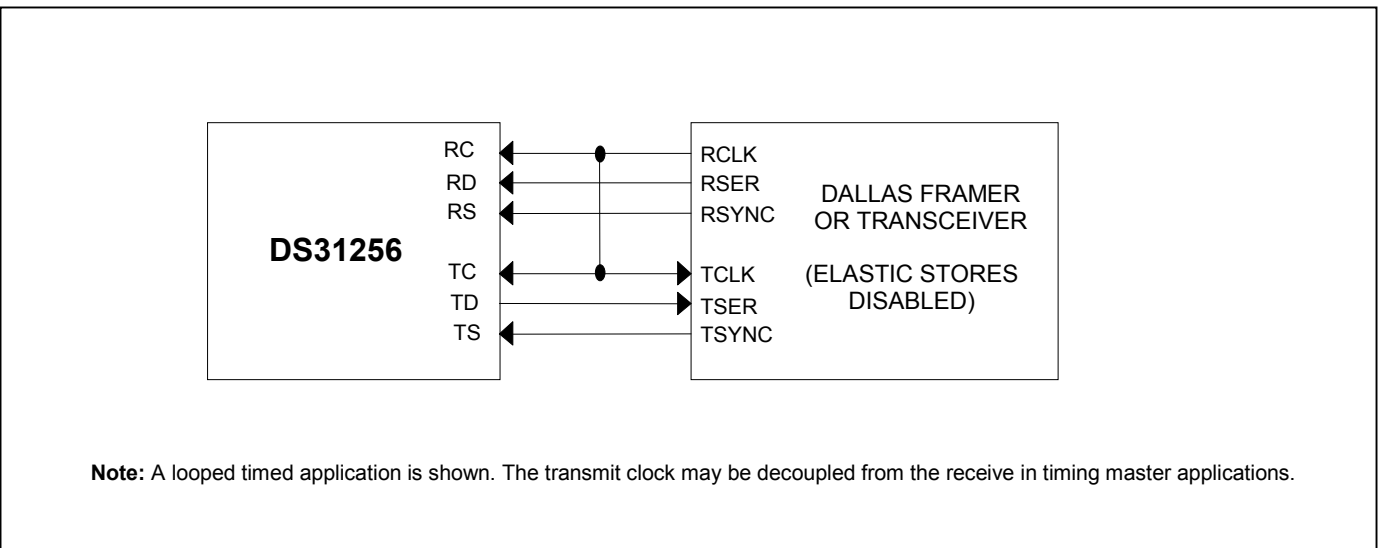 RC
RD
RS
DS31256
TC
TD
TS
RCLK
RSER
RSYNC
TCLK
TSER
TSYNC
DALLAS FRAMER
OR TRANSCEIVER
(ELASTIC STORES
DISABLED)
Note: A looped timed application is shown. The transmit clock may be decoupled from the receive in timing master applications.